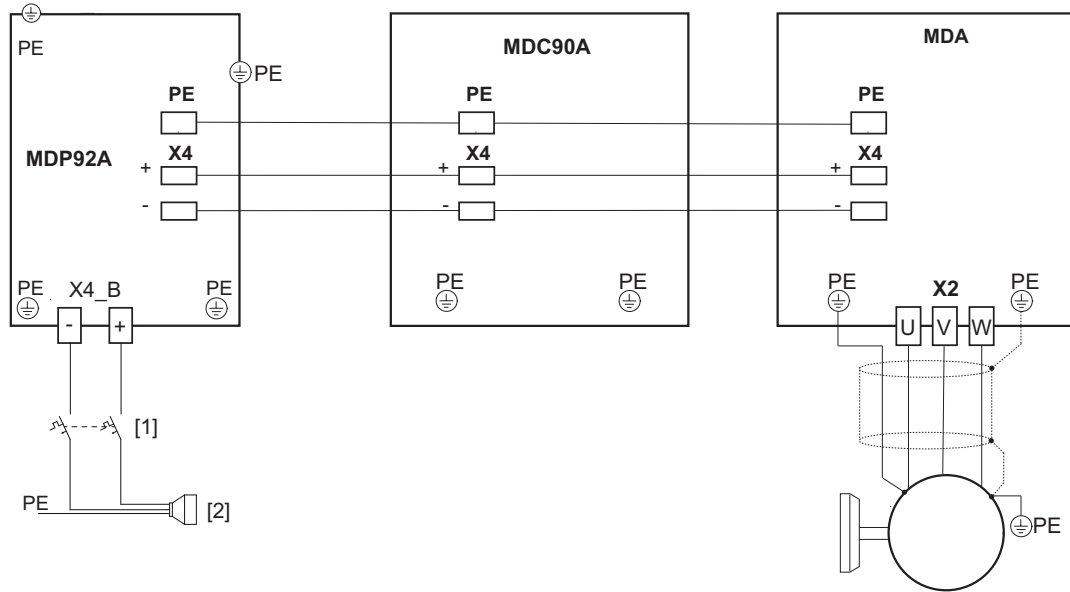 PE
PE
MDP92A
PE
X4
+
-
PE
X4_B
PE
-
+
[1]
PE
[2]
MDC90A
PE
X4
+
-
PE
PE
MDA
PE
X4
+
-
PE
X2
PE
U
V
W
PE